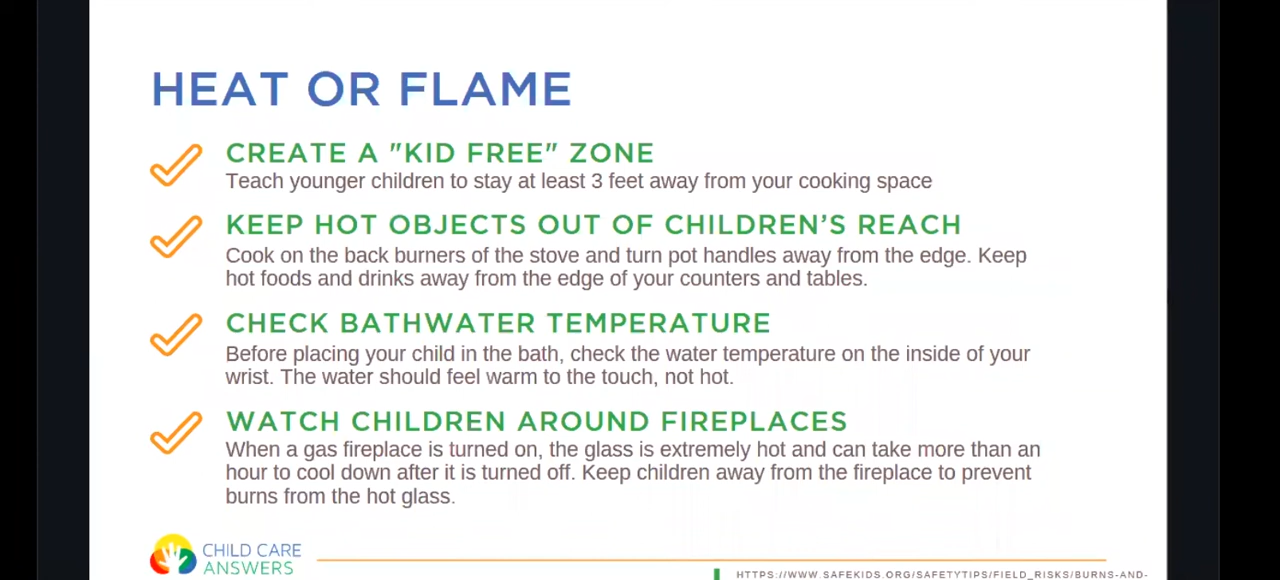 HEAT OR FLAME
CREATE A "KID FREE" ZONE
Teach younger children to stay at least 3 feet away from your cooking space
KEEP HOT OBJECTS OUT OF CHILDREN’S REACH
Cook on the back burners of the stove and turn pot handles away from the edge. Keep
hot foods and drinks away from the edge of your counters and tables.
CHECK BATHWATER TEMPERATURE
Before placing your child in the bath, check the water temperature on the inside of your
wrist. The water should feel warm to the touch, not hot.
WATCH CHILDREN AROUND FIREPLACES
When a gas fireplace is turned on, the glass is extremely hot and can take more than an
hour to cool down after it is turned off. Keep children away from the fireplace to prevent
burns from the hot glass.
CHILD CARE
ANSWERS
HTTPS://WWW.SAFEKIDS.ORG/SAFETYTIPS/FIELD_RISKS/BURNS-AND-